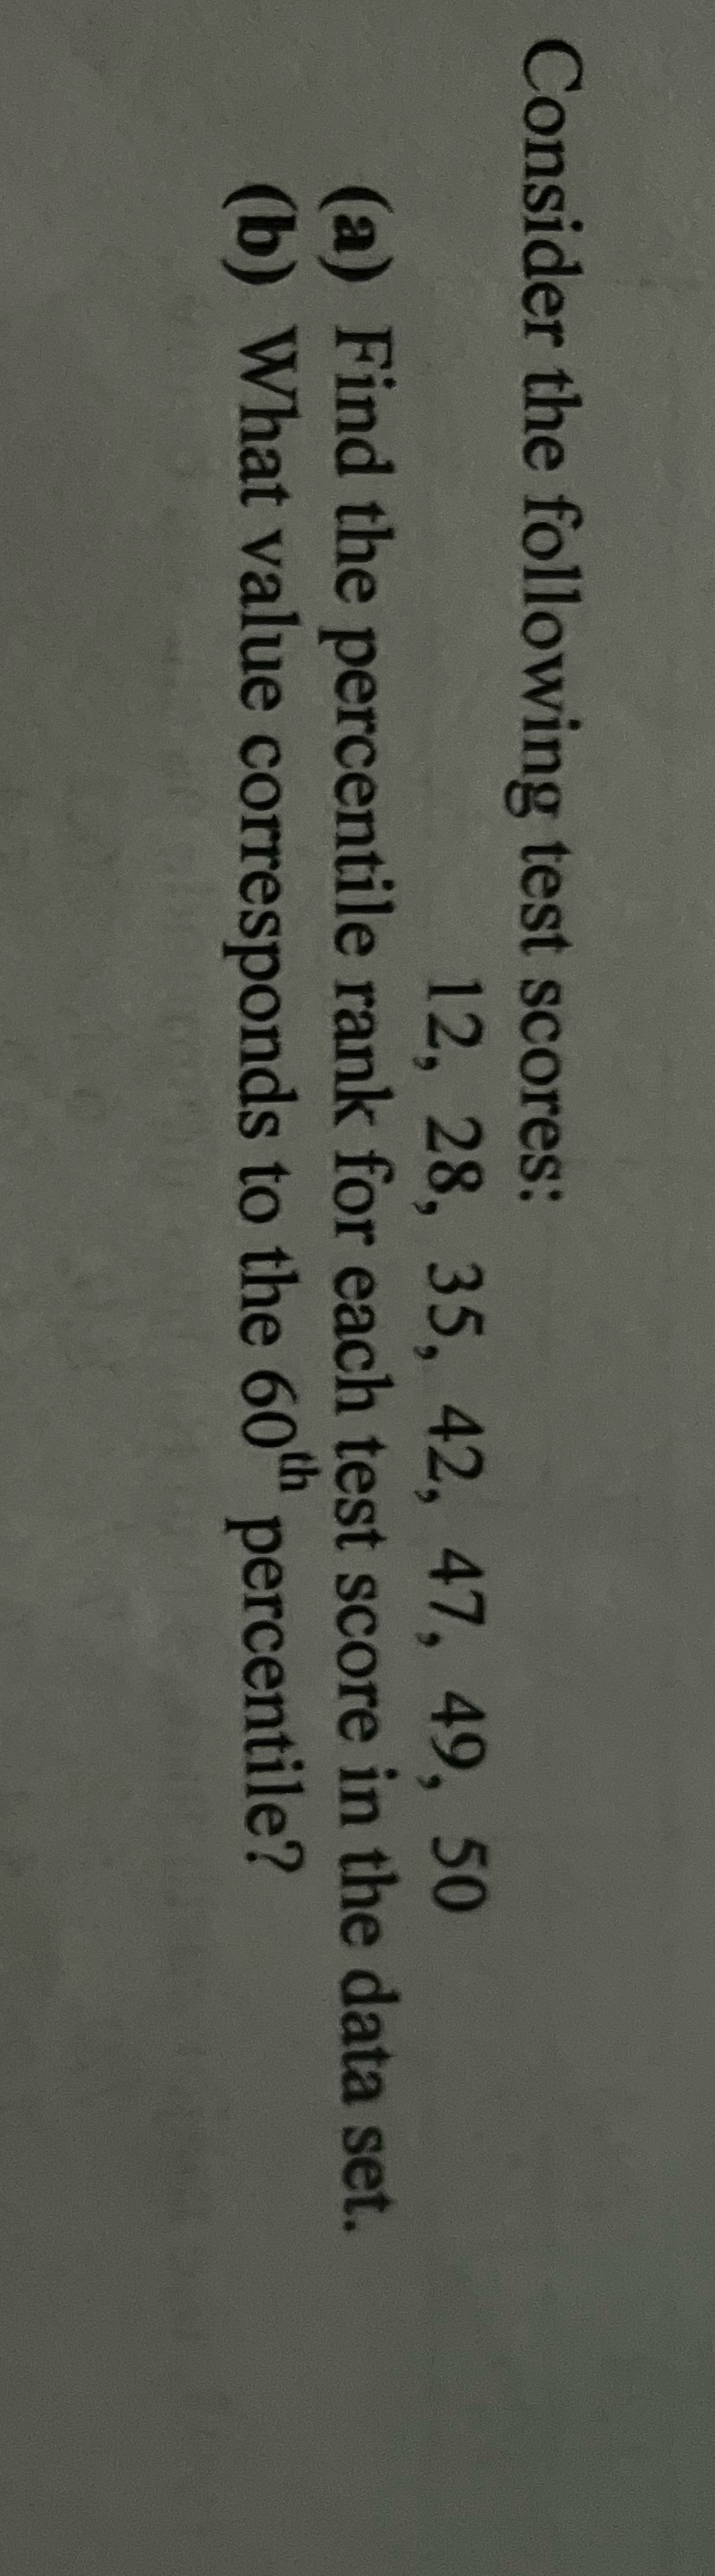 Consider the following test scores:
12, 28, 35, 42, 47, 49, 50
(a) Find the percentile rank for each test score in the data set.
(b) What value corresponds to the 60th percentile?